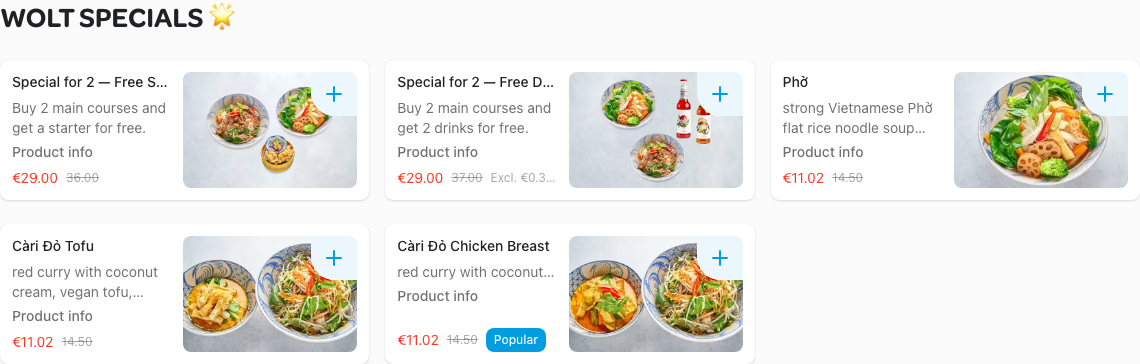 WOLT SPECIALS 🌟
Special for 2 — Free S...
Buy 2 main courses and
get a starter for free.
Product info
€29.00 36.00
Special for 2 — Free D...
Buy 2 main courses and
get 2 drinks for free.
Product info
€29.00 37.00 Excl. €0.3...
Phở
strong Vietnamese Phở
flat rice noodle soup...
Product info
€11.02 14.50
Càri Đỏ Tofu
red curry with coconut
cream, vegan tofu,...
Product info
€11.02 14.50
Càri Đỏ Chicken Breast
red curry with coconut...
Product info
€11.02 14.50 Popular